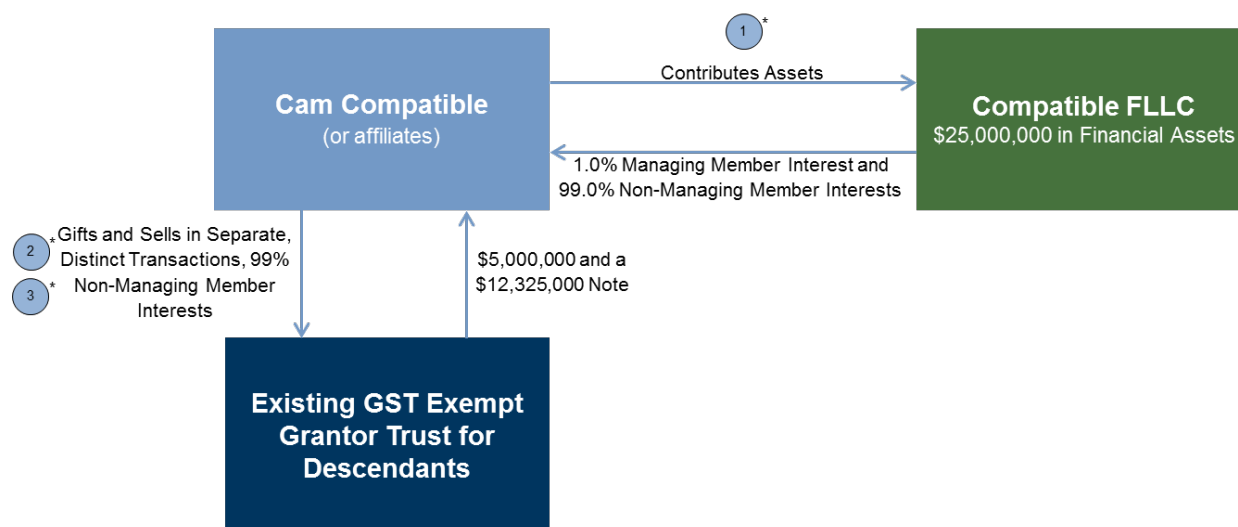 1 *
Contributes Assets
Cam Compatible
(or affiliates)
Compatible FLLC
$25,000,000 in Financial Assets
1.0% Managing Member Interest and
99.0% Non-Managing Member Interests
2 * Gifts and Sells in Separate,
Distinct Transactions, 99%
3 * Non-Managing Member
Interests
$5,000,000 and a
$12,325,000 Note
Existing GST Exempt
Grantor Trust for
Descendants